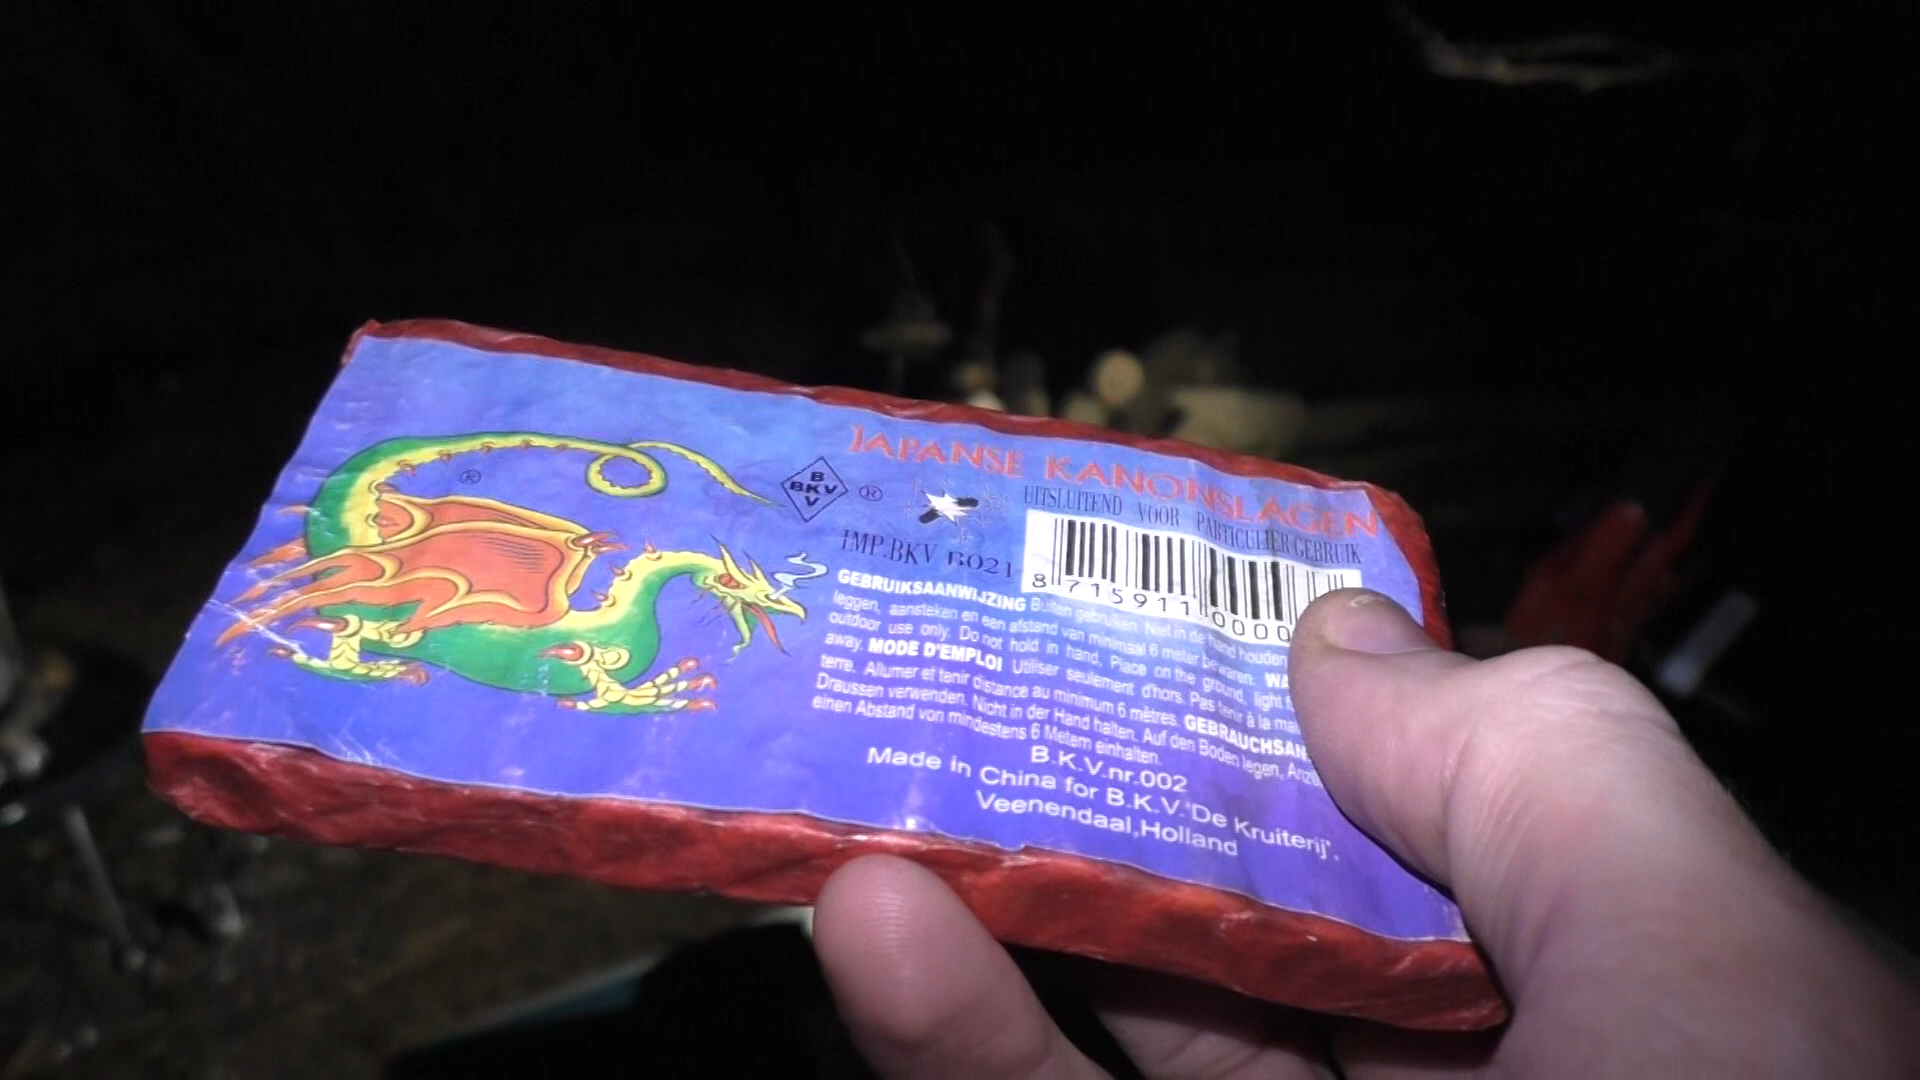 JAPANSE KANONSLAGEN
UITSLUITEND VOOR PARTICULIER GEBRUIK
®
B
BKV
V
®
IMP.BKV B021
8 715911 0000
GEBRUIKSAANWIJZING Buiten gebruiken. Niet in de hand houden
leggen, aansteken en een afstand van minimaal 6 meter bewaren. WA
outdoor use only. Do not hold in hand, Place on the ground, light
away. MODE D'EMPLOI Utiliser seulement d'hors. Pas tenir à la
terre. Allumer et tenir distance au minimum 6 mètres. GEBRAUCHSAN
Draussen verwenden. Nicht in der Hand halten. Auf den Boden legen,
einen Abstand von mindestens 6 Metern einhalten.
B.K.V.nr.002
Made in China for B.K.V.'De Kruiterij'.
Veenendaal,Holland